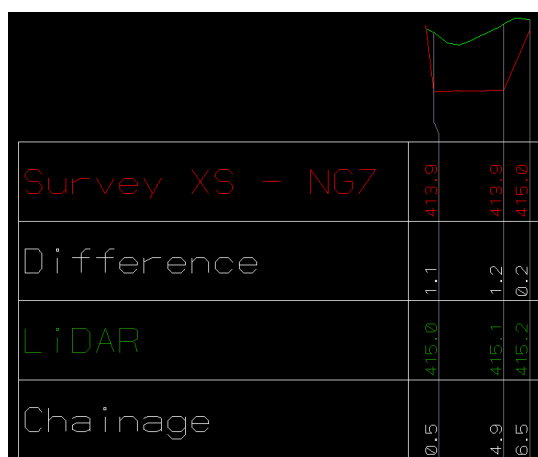 Survey XS - NG7 413.9 413.9 415.0
Difference 1.1 1.2 0.2
LiDAR 415.0 415.1 415.2
Chainage 0.5 4.9 6.5